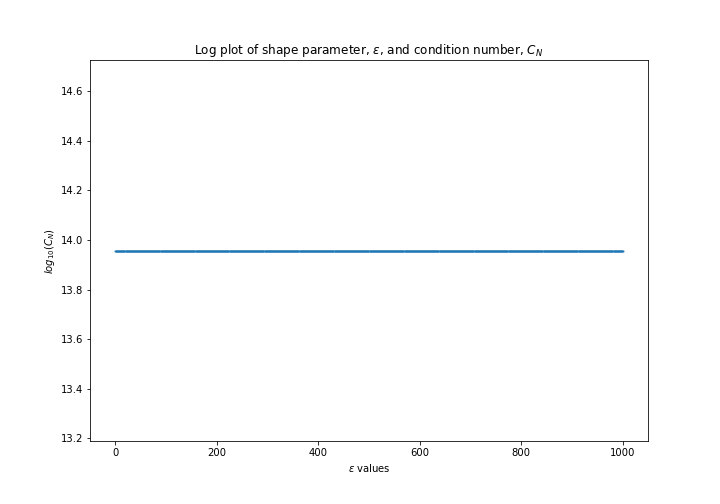 Log plot of shape parameter, ε, and condition number, C_N
14.6
14.4
14.2
14.0
13.8
13.6
13.4
13.2
log₁₀(C_N)
0 200 400 600 800 1000
ε values